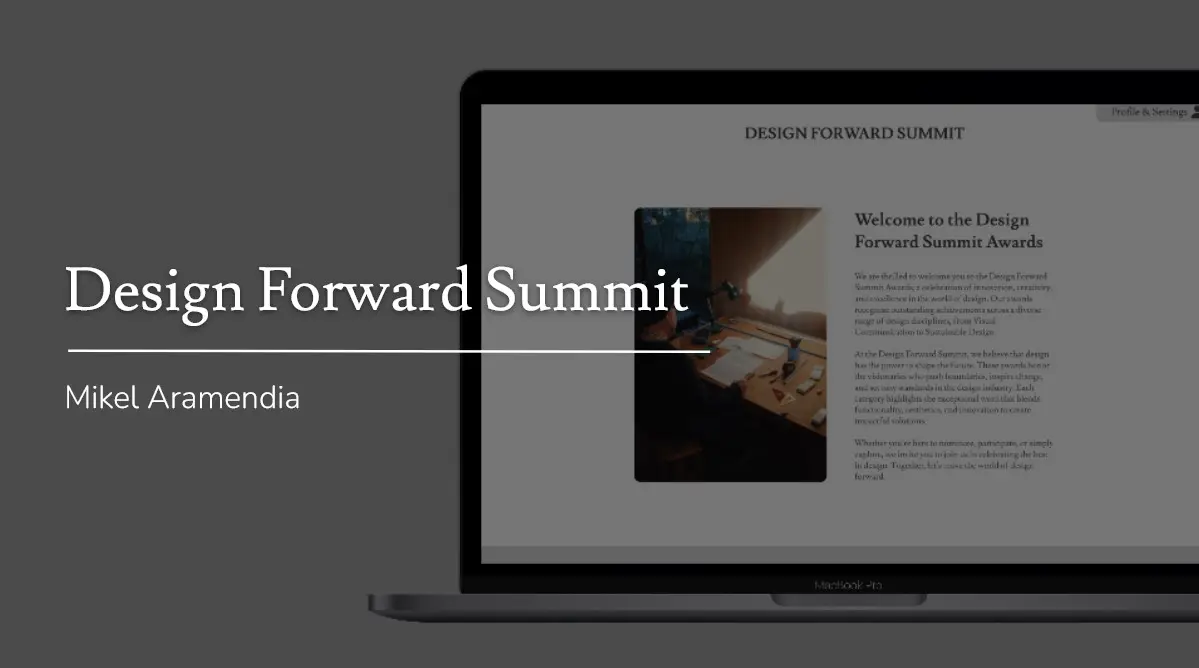 Design Forward Summit
Mikel Aramendia
Profile & Settings
DESIGN FORWARD SUMMIT
Welcome to the Design
Forward Summit Awards
We are thrilled to welcome you to the Design Forward
Summit Awards, a celebration of innovation, creativity,
and excellence in the world of design. Our awards
recognize outstanding achievements across a diverse
range of design disciplines, from Visual
Communication to Sustainable Design.
At the Design Forward Summit, we believe that design
has the power to shape the future. These awards honor
the visionaries who push boundaries, inspire change,
and set new standards in the design industry. Each
category highlights the exceptional work that blends
functionality, aesthetics, and innovation to create
impactful solutions.
Whether you're here to nominate, participate, or simply
explore, we invite you to join us in celebrating the best
in design. Together, let's move the world of design
forward.
MacBook Pro